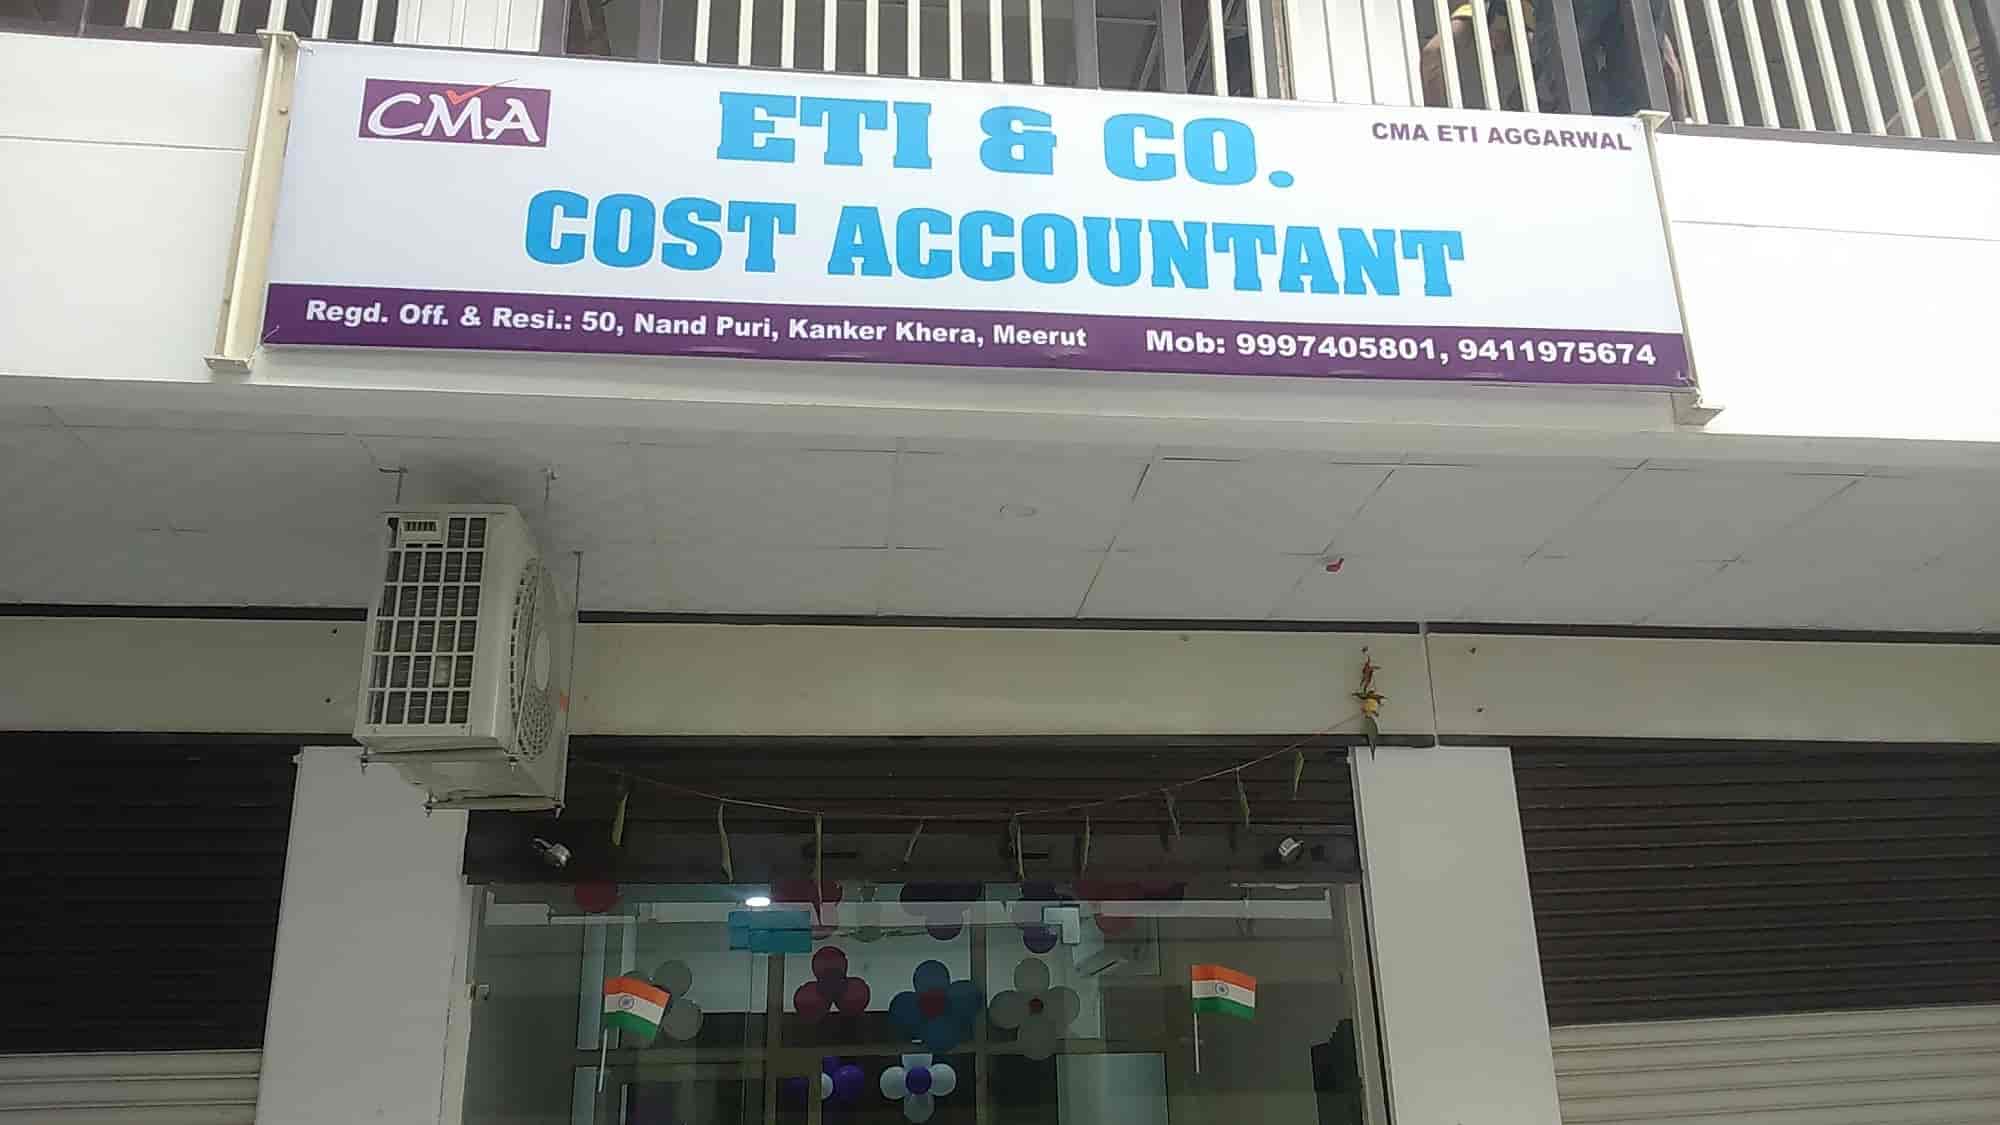 CMA
ETI & CO.
CMA ETI AGGARWAL
COST ACCOUNTANT
Regd. Off. & Resi.: 50, Nand Puri, Kanker Khera, Meerut Mob: 9997405801, 9411975674